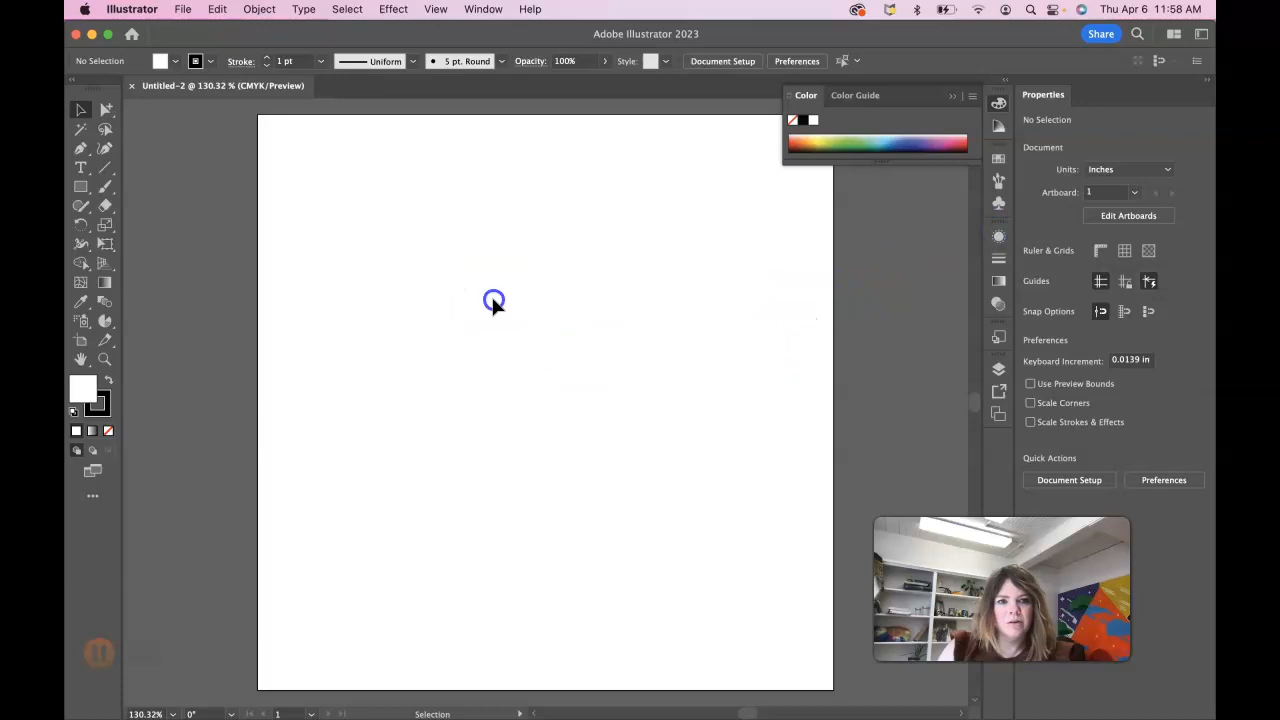 Illustrator File Edit Object Type Select Effect View Window Help Thu Apr 6 11:58 AM
Adobe Illustrator 2023 Share
No Selection Stroke: 1 pt Uniform 5 pt. Round Opacity: 100% Style: Document Setup Preferences
× Untitled-2 @ 130.32 % (CMYK/Preview)
Color Color Guide
Properties
No Selection
Document
Units: Inches
Artboard: 1
Edit Artboards
Ruler & Grids
Guides
Snap Options
Preferences
Keyboard Increment: 0.0139 in
Use Preview Bounds
Scale Corners
Scale Strokes & Effects
Quick Actions
Document Setup Preferences
130.32% 0° 1 Selection